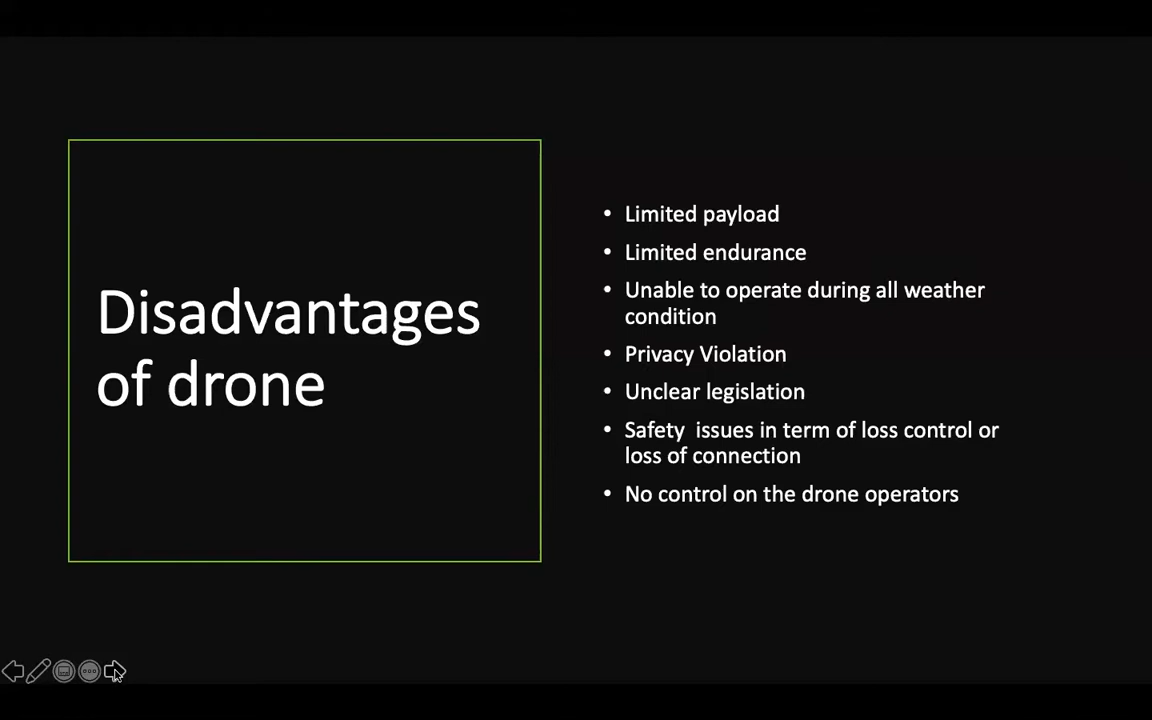 Disadvantages
of drone
• Limited payload
• Limited endurance
• Unable to operate during all weather
condition
• Privacy Violation
• Unclear legislation
• Safety  issues in term of loss control or
loss of connection
• No control on the drone operators